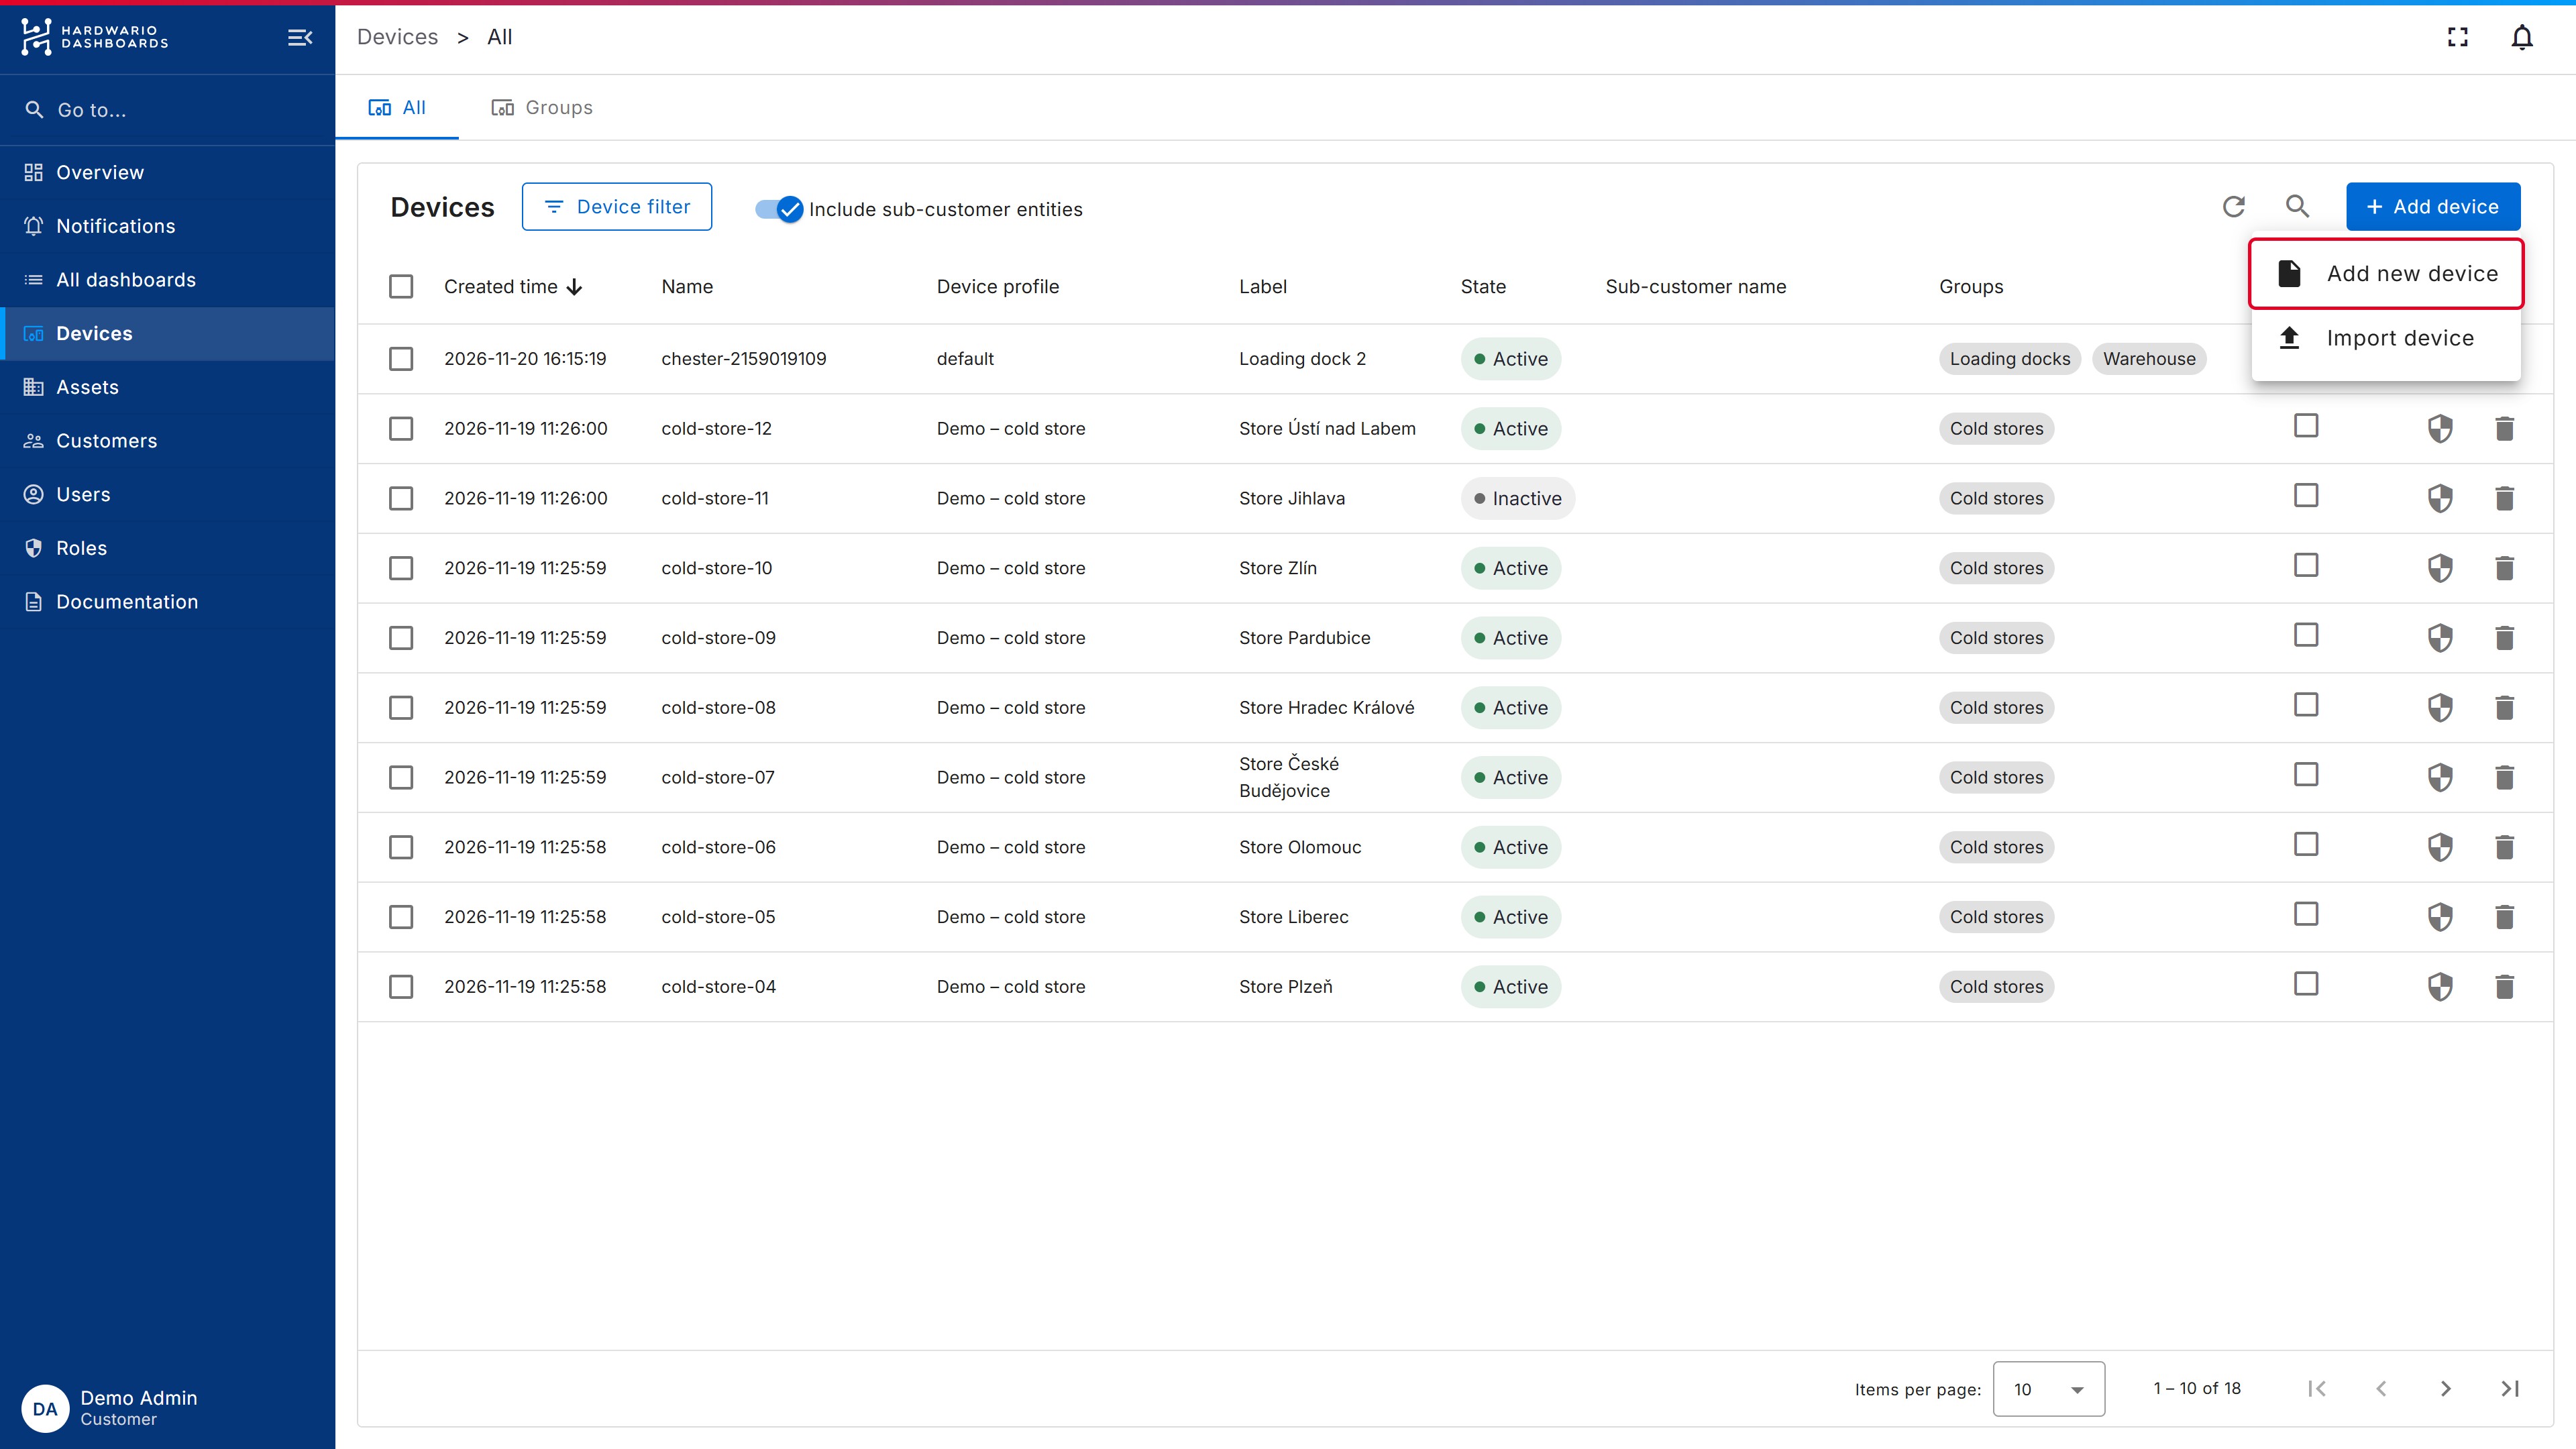 HARDWARIO
DASHBOARDS
Go to...
Overview
Notifications
All dashboards
Devices
Assets
Customers
Users
Roles
Documentation
DA
Demo Admin
Customer
Devices > All
All
Groups
Devices
Device filter
Include sub-customer entities
+ Add device
Add new device
Import device
Created time Name Device profile Label State Sub-customer name Groups
2026-11-20 16:15:19 chester-2159019109 default Loading dock 2 Active Loading docks Warehouse
2026-11-19 11:26:00 cold-store-12 Demo – cold store Store Ústí nad Labem Active Cold stores
2026-11-19 11:26:00 cold-store-11 Demo – cold store Store Jihlava Inactive Cold stores
2026-11-19 11:25:59 cold-store-10 Demo – cold store Store Zlín Active Cold stores
2026-11-19 11:25:59 cold-store-09 Demo – cold store Store Pardubice Active Cold stores
2026-11-19 11:25:59 cold-store-08 Demo – cold store Store Hradec Králové Active Cold stores
2026-11-19 11:25:59 cold-store-07 Demo – cold store Store České
Budějovice Active Cold stores
2026-11-19 11:25:58 cold-store-06 Demo – cold store Store Olomouc Active Cold stores
2026-11-19 11:25:58 cold-store-05 Demo – cold store Store Liberec Active Cold stores
2026-11-19 11:25:58 cold-store-04 Demo – cold store Store Plzeň Active Cold stores
Items per page: 10 1 – 10 of 18